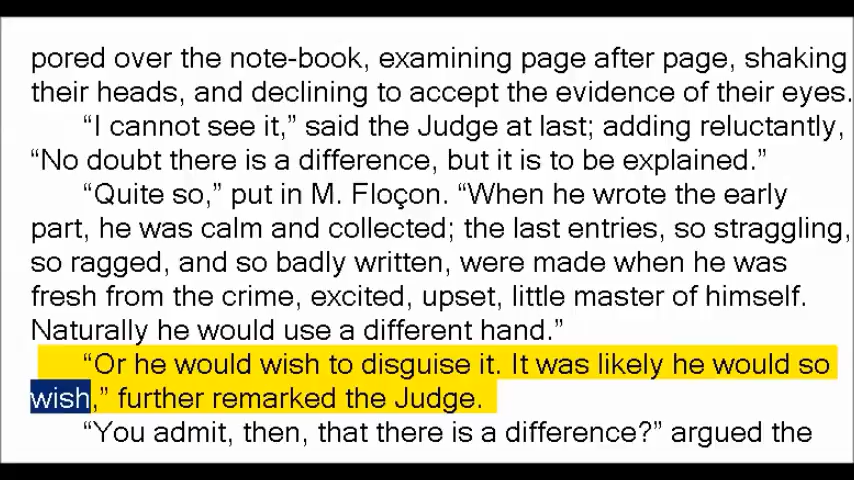 pored over the note-book, examining page after page, shaking
their heads, and declining to accept the evidence of their eyes.
“I cannot see it,” said the Judge at last; adding reluctantly,
“No doubt there is a difference, but it is to be explained.”
“Quite so,” put in M. Floçon. “When he wrote the early
part, he was calm and collected; the last entries, so straggling,
so ragged, and so badly written, were made when he was
fresh from the crime, excited, upset, little master of himself.
Naturally he would use a different hand.”
“Or he would wish to disguise it. It was likely he would so
wish,” further remarked the Judge.
“You admit, then, that there is a difference?” argued the